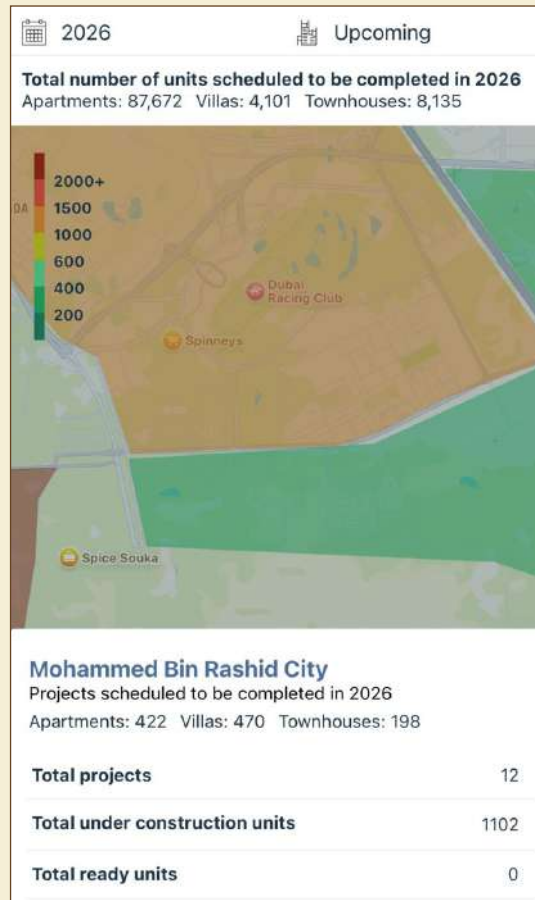 2026
Upcoming
Total number of units scheduled to be completed in 2026
Apartments: 87,672 Villas: 4,101 Townhouses: 8,135
2000+
1500
1000
600
400
200
DA
Dubai
Racing Club
Spinneys
Spice Souka
Mohammed Bin Rashid City
Projects scheduled to be completed in 2026
Apartments: 422 Villas: 470 Townhouses: 198
Total projects 12
Total under construction units 1102
Total ready units 0